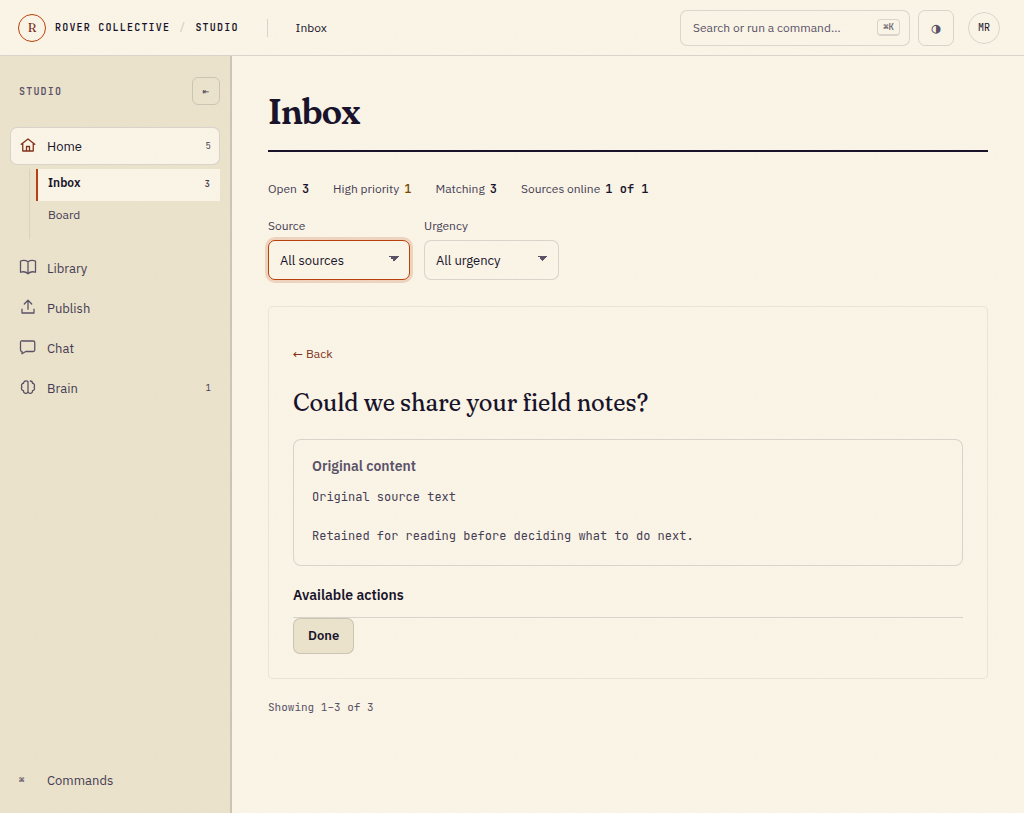 R ROVER COLLECTIVE / STUDIO Inbox Search or run a command... ⌘K MR
STUDIO
Home 5
Inbox 3
Board
Library
Publish
Chat
Brain 1
⌘ Commands
Inbox
Open 3 High priority 1 Matching 3 Sources online 1 of 1
Source Urgency
All sources All urgency
← Back
Could we share your field notes?
Original content
Original source text
Retained for reading before deciding what to do next.
Available actions
Done
Showing 1–3 of 3